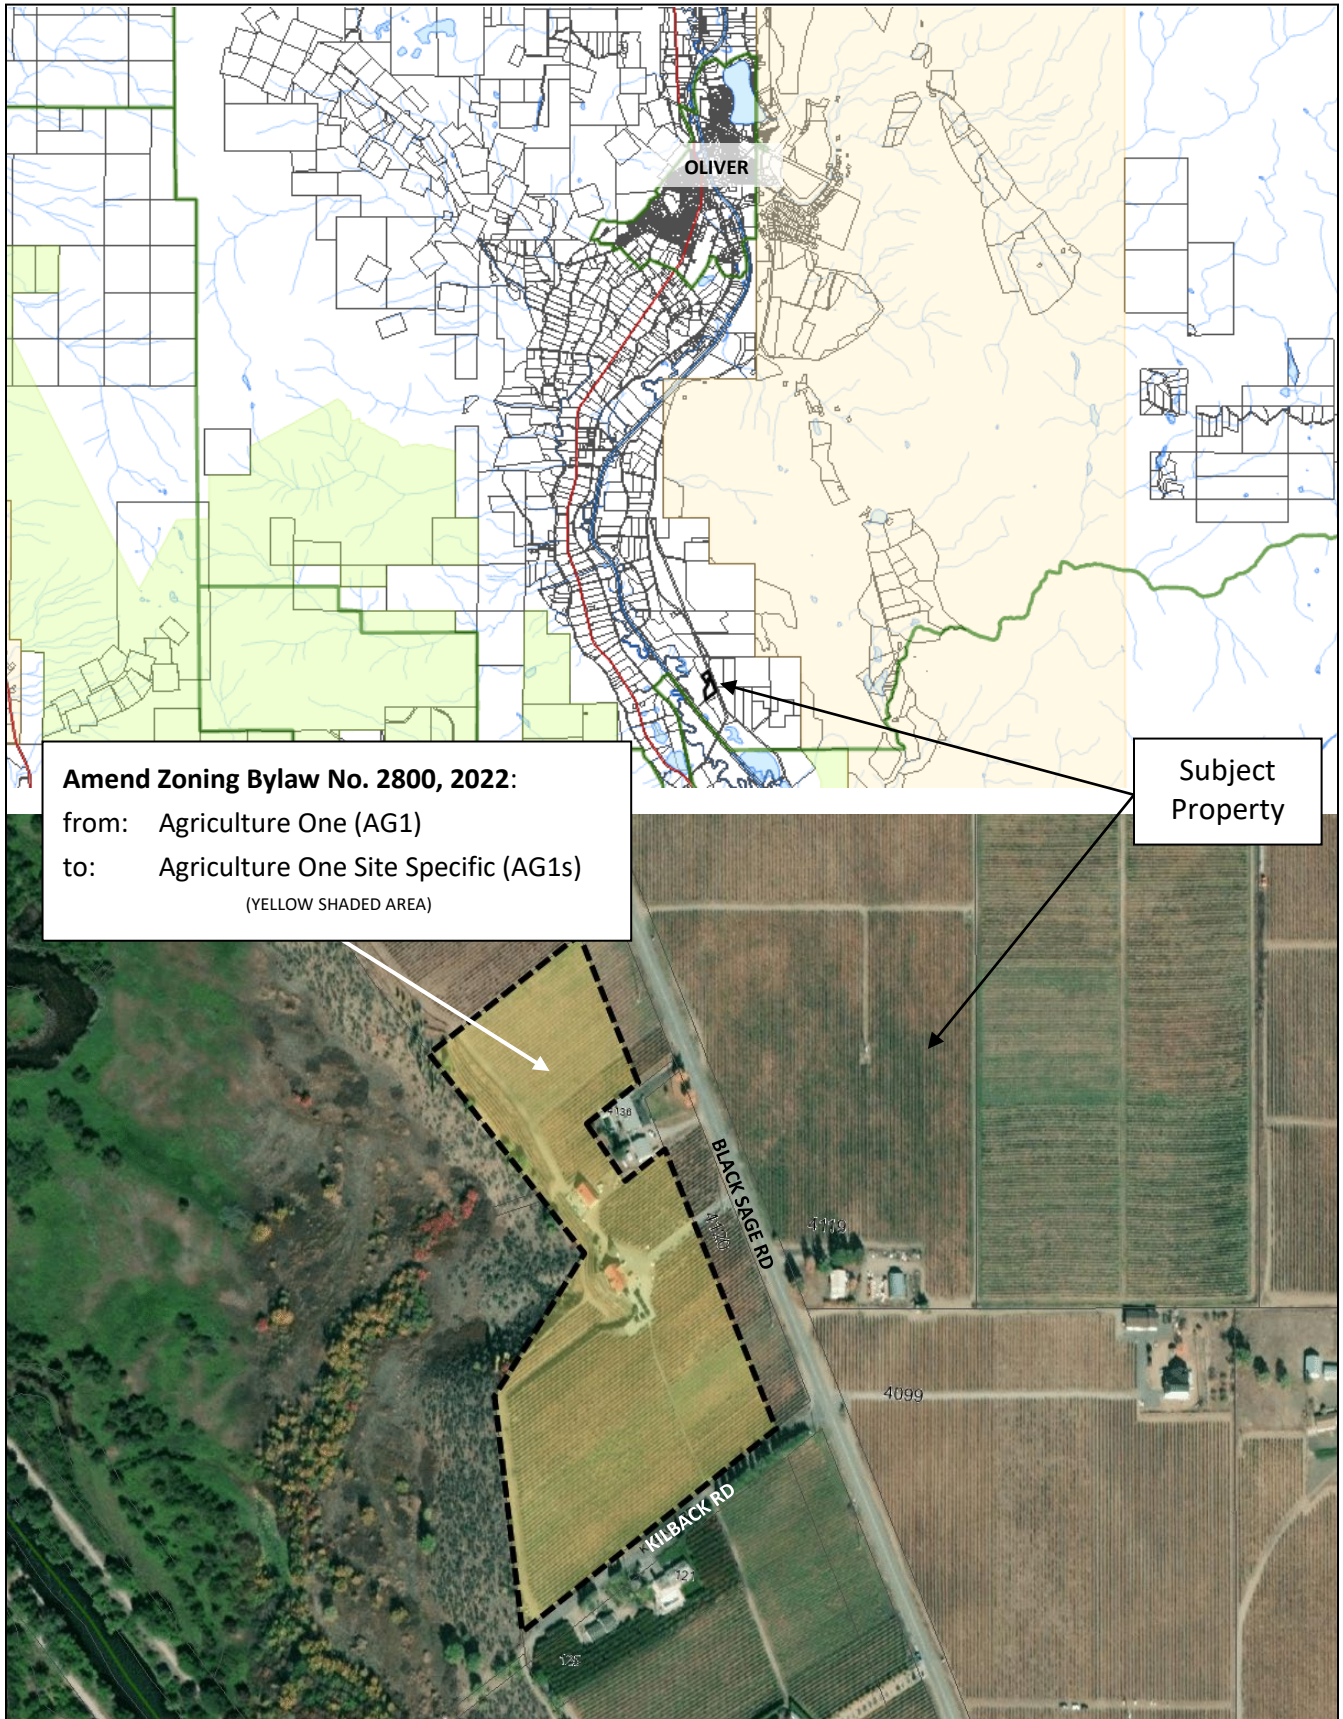 OLIVER
Amend Zoning Bylaw No. 2800, 2022:
from: Agriculture One (AG1)
to: Agriculture One Site Specific (AG1s)
(YELLOW SHADED AREA)
Subject
Property
4136
BLACK SAGE RD
4120
4119
4099
KILBACK RD
121
125